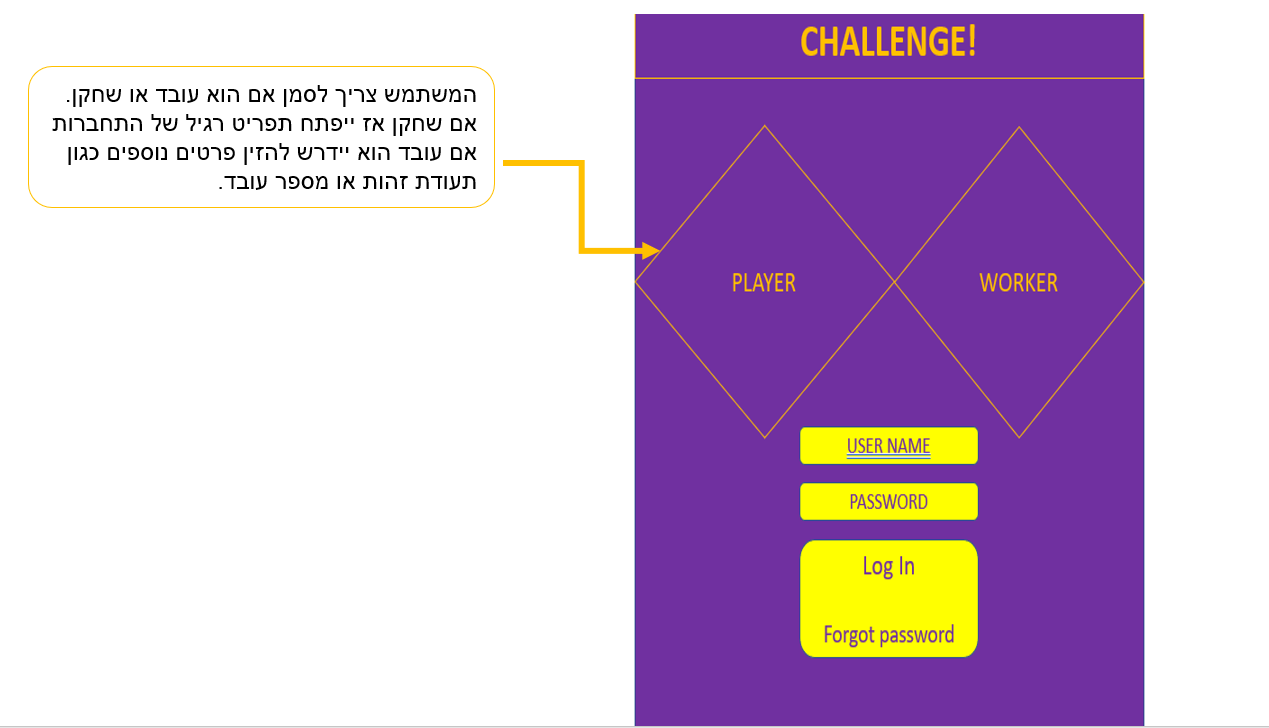 CHALLENGE!
המשתמש צריך לסמן אם הוא עובד או שחקן.
אם שחקן אז ייפתח תפריט רגיל של התחברות
אם עובד הוא יידרש להזין פרטים נוספים כגון
תעודת זהות או מספר עובד.
PLAYER
WORKER
USER NAME
PASSWORD
Log In
Forgot password